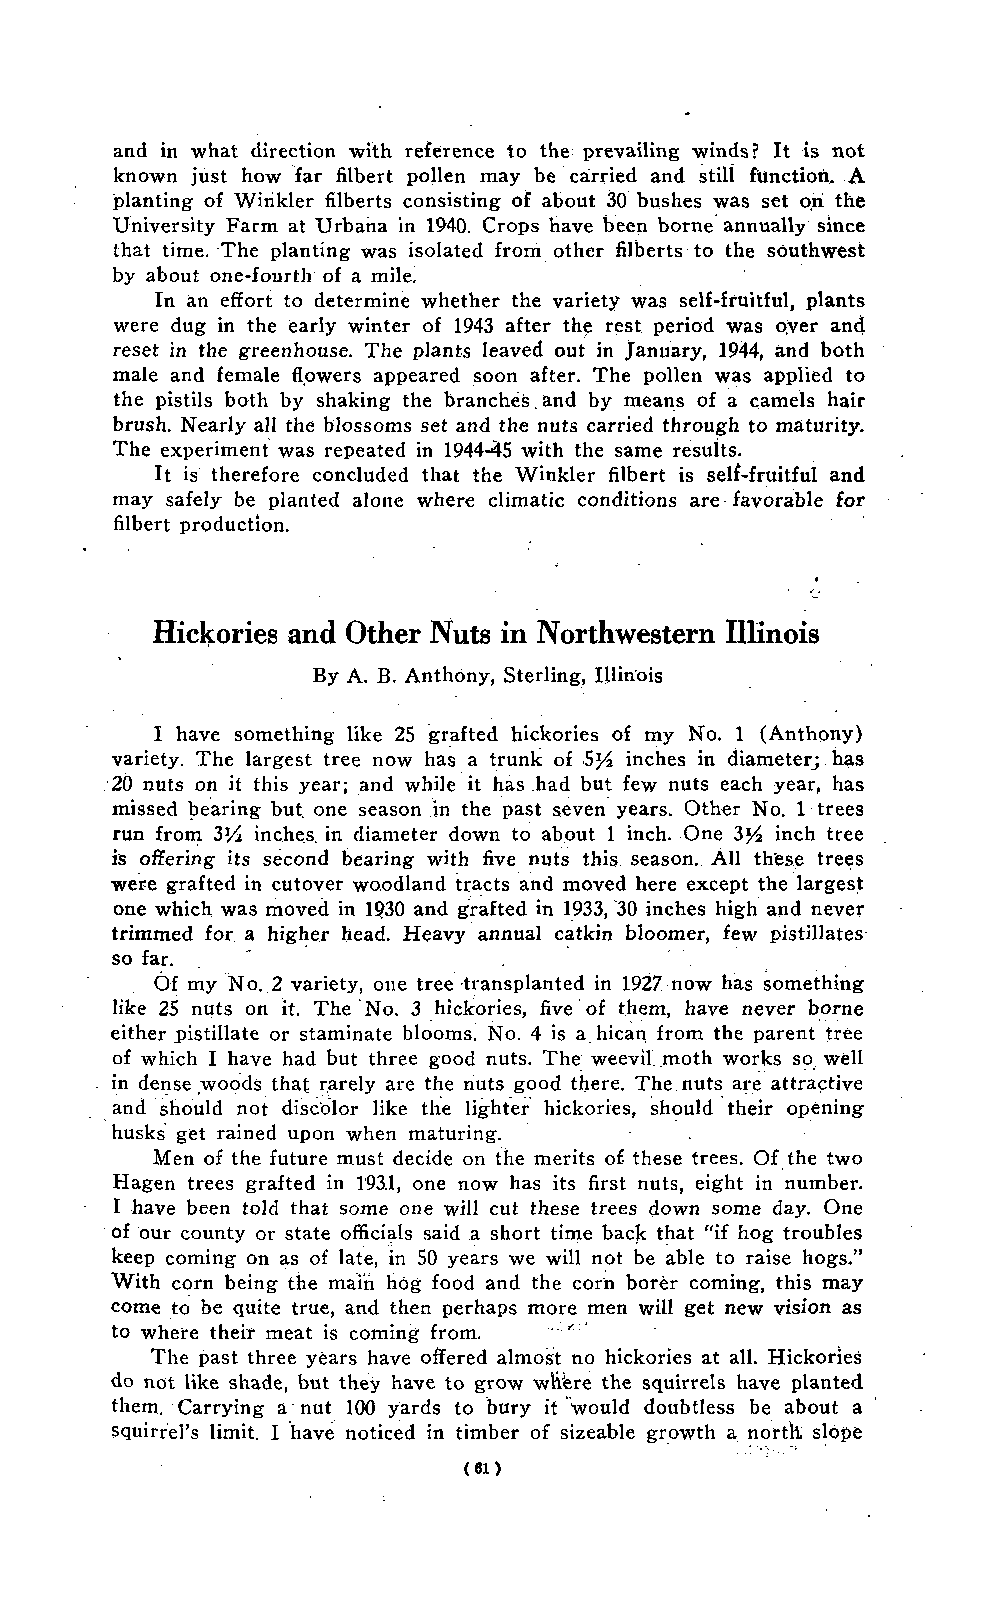 and in what direction with reference to the prevailing winds? It is not
known just how far filbert pollen may be carried and still function. A
planting of Winkler filberts consisting of about 30 bushes was set on the
University Farm at Urbana in 1940. Crops have been borne annually since
that time. The planting was isolated from other filberts to the southwest
by about one-fourth of a mile.
In an effort to determine whether the variety was self-fruitful, plants
were dug in the early winter of 1943 after the rest period was over and
reset in the greenhouse. The plants leaved out in January, 1944, and both
male and female flowers appeared soon after. The pollen was applied to
the pistils both by shaking the branches and by means of a camels hair
brush. Nearly all the blossoms set and the nuts carried through to maturity.
The experiment was repeated in 1944-45 with the same results.
It is therefore concluded that the Winkler filbert is self-fruitful and
may safely be planted alone where climatic conditions are favorable for
filbert production.
Hickories and Other Nuts in Northwestern Illinois
By A. B. Anthony, Sterling, Illinois
I have something like 25 grafted hickories of my No. 1 (Anthony)
variety. The largest tree now has a trunk of 5½ inches in diameter; has
20 nuts on it this year; and while it has had but few nuts each year, has
missed bearing but one season in the past seven years. Other No. 1 trees
run from 3½ inches in diameter down to about 1 inch. One 3½ inch tree
is offering its second bearing with five nuts this season. All these trees
were grafted in cutover woodland tracts and moved here except the largest
one which was moved in 1930 and grafted in 1933, 30 inches high and never
trimmed for a higher head. Heavy annual catkin bloomer, few pistillates
so far.
Of my No. 2 variety, one tree transplanted in 1927 now has something
like 25 nuts on it. The No. 3 hickories, five of them, have never borne
either pistillate or staminate blooms. No. 4 is a hican from the parent tree
of which I have had but three good nuts. The weevil moth works so well
in dense woods that rarely are the nuts good there. The nuts are attractive
and should not discolor like the lighter hickories, should their opening
husks get rained upon when maturing.
Men of the future must decide on the merits of these trees. Of the two
Hagen trees grafted in 1931, one now has its first nuts, eight in number.
I have been told that some one will cut these trees down some day. One
of our county or state officials said a short time back that "if hog troubles
keep coming on as of late, in 50 years we will not be able to raise hogs."
With corn being the main hog food and the corn borer coming, this may
come to be quite true, and then perhaps more men will get new vision as
to where their meat is coming from.
The past three years have offered almost no hickories at all. Hickories
do not like shade, but they have to grow where the squirrels have planted
them. Carrying a nut 100 yards to bury it would doubtless be about a
squirrel's limit. I have noticed in timber of sizeable growth a north slope
(61)